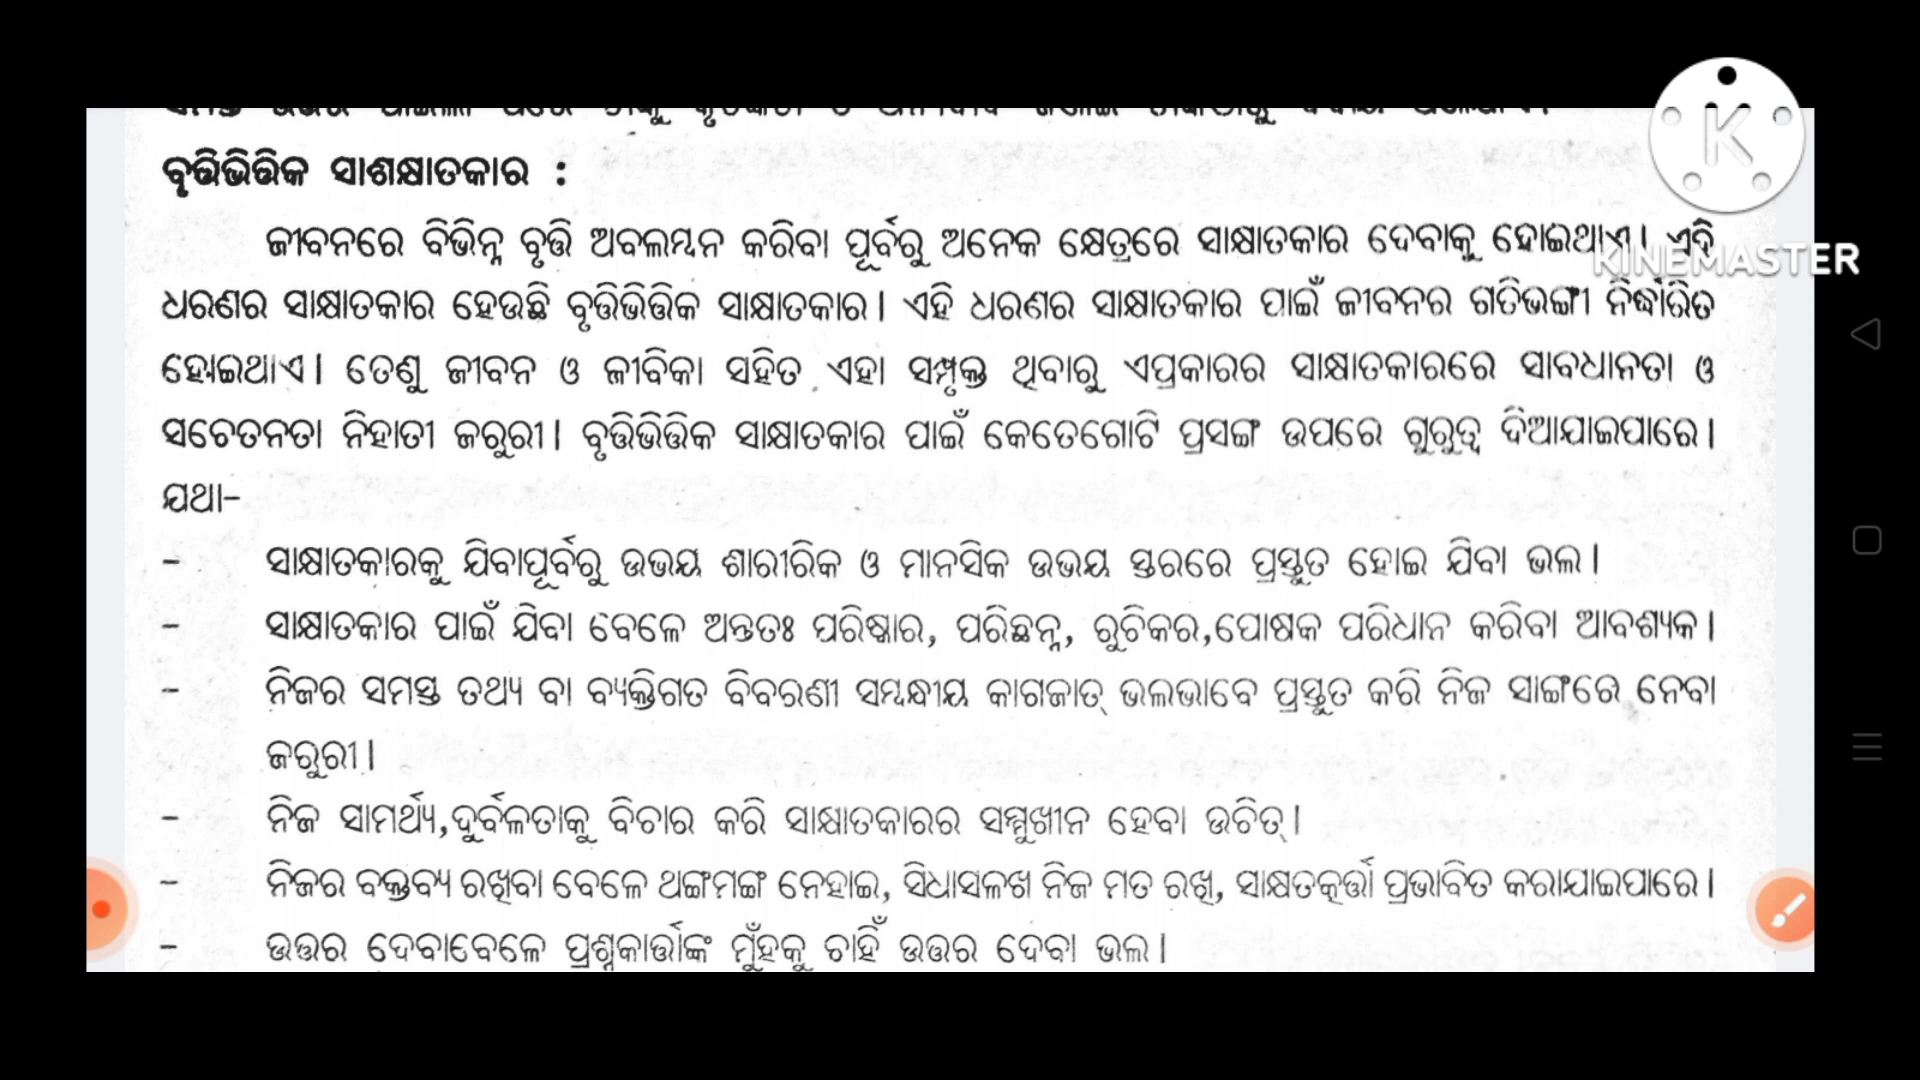 ବୃତ୍ତିଭିତ୍ତିକ ସାଶକ୍ଷାତକାର :
ଜୀବନରେ ବିଭିନ୍ନ ବୃତ୍ତି ଅବଲମ୍ବନ କରିବା ପୂର୍ବରୁ ଅନେକ କ୍ଷେତ୍ରରେ ସାକ୍ଷାତକାର ଦେବାକୁ ହୋଇଥାଏ। ଏହି
KINEMASTER
ଧରଣର ସାକ୍ଷାତକାର ହେଉଛି ବୃତ୍ତିଭିତ୍ତିକ ସାକ୍ଷାତକାର। ଏହି ଧରଣର ସାକ୍ଷାତକାର ପାଇଁ ଜୀବନର ଗତିଭଙ୍ଗୀ ନିର୍ଦ୍ଧାରିତ
ହୋଇଥାଏ। ତେଣୁ ଜୀବନ ଓ ଜୀବିକା ସହିତ ଏହା ସମ୍ପୃକ୍ତ ଥିବାରୁ ଏପ୍ରକାରର ସାକ୍ଷାତକାରରେ ସାବଧାନତା ଓ
ସଚେତନତା ନିହାତୀ ଜରୁରୀ। ବୃତ୍ତିଭିତ୍ତିକ ସାକ୍ଷାତକାର ପାଇଁ କେତେଗୋଟି ପ୍ରସଙ୍ଗ ଉପରେ ଗୁରୁତ୍ୱ ଦିଆଯାଇପାରେ।
ଯଥା-
- ସାକ୍ଷାତକାରକୁ ଯିବାପୂର୍ବରୁ ଉଭୟ ଶାରୀରିକ ଓ ମାନସିକ ଉଭୟ ସ୍ତରରେ ପ୍ରସ୍ତୁତ ହୋଇ ଯିବା ଭଲ।
- ସାକ୍ଷାତକାର ପାଇଁ ଯିବା ବେଳେ ଅନ୍ତତଃ ପରିଷ୍କାର, ପରିଛନ୍ନ, ରୁଚିକର,ପୋଷକ ପରିଧାନ କରିବା ଆବଶ୍ୟକ।
- ନିଜର ସମସ୍ତ ତଥ୍ୟ ବା ବ୍ୟକ୍ତିଗତ ବିବରଣୀ ସମ୍ବନ୍ଧୀୟ କାଗଜାତ୍ ଭଲଭାବେ ପ୍ରସ୍ତୁତ କରି ନିଜ ସାଙ୍ଗରେ ନେବା
ଜରୁରୀ।
- ନିଜ ସାମର୍ଥ୍ୟ,ଦୁର୍ବଳତାକୁ ବିଚାର କରି ସାକ୍ଷାତକାରର ସମ୍ମୁଖୀନ ହେବା ଉଚିତ୍।
- ନିଜର ବକ୍ତବ୍ୟ ରଖିବା ବେଳେ ଥଙ୍ଗମଙ୍ଗ ନେହାଇ, ସିଧାସଳଖ ନିଜ ମତ ରଖି, ସାକ୍ଷତକର୍ତ୍ତା ପ୍ରଭାବିତ କରାଯାଇପାରେ।
- ଉତ୍ତର ଦେବାବେଳେ ପ୍ରଶ୍ନକାର୍ତ୍ତାଙ୍କ ମୁଁହକୁ ଚାହିଁ ଉତ୍ତର ଦେବା ଭଲ।